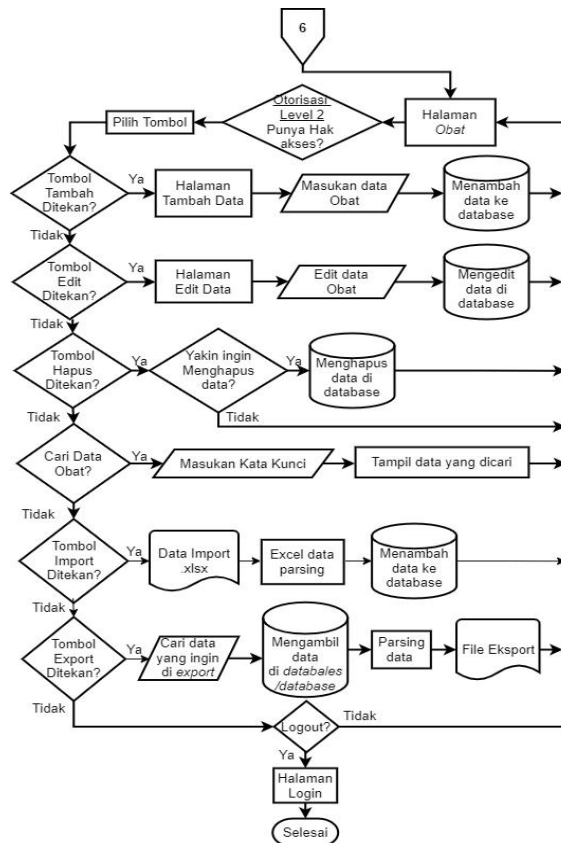 6
Otorisasi
Level 2
Punya Hak
akses?
Halaman
Obat
Pilih Tombol
Tombol
Tambah
Ditekan?
Ya
Halaman
Tambah Data
Masukan data
Obat
Menambah
data ke
database
Tidak
Tombol
Edit
Ditekan?
Ya
Halaman
Edit Data
Edit data
Obat
Mengedit
data di
database
Tidak
Tombol
Hapus
Ditekan?
Ya
Yakin ingin
Menghapus
data?
Ya
Menghapus
data di
database
Tidak
Tidak
Cari Data
Obat?
Ya
Masukan Kata Kunci
Tampil data yang dicari
Tidak
Tombol
Import
Ditekan?
Ya
Data Import
.xlsx
Excel data
parsing
Menambah
data ke
database
Tidak
Tombol
Export
Ditekan?
Ya
Cari data
yang ingin
di export
Mengambil
data
di databales
/database
Parsing
data
File Eksport
Tidak
Logout?
Tidak
Ya
Halaman
Login
Selesai